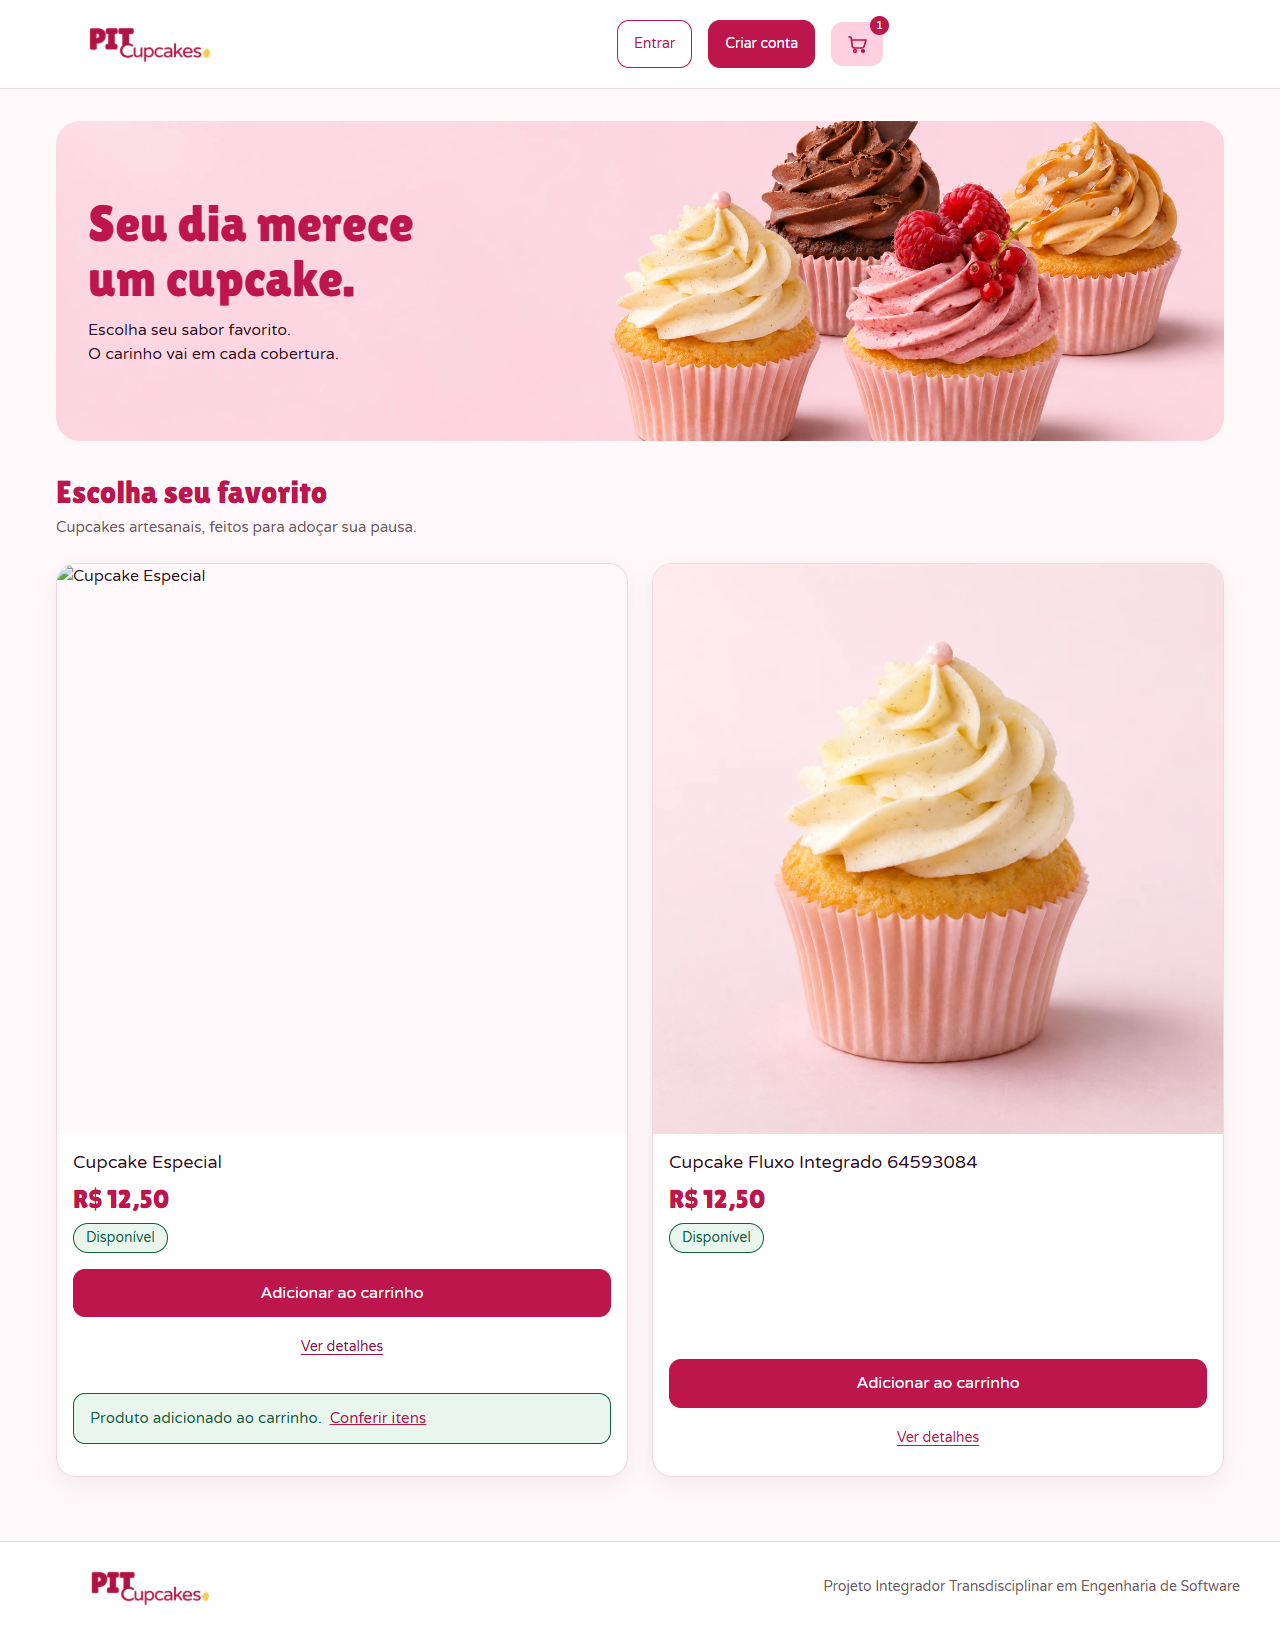 PIT
Cupcakes
Entrar
Criar conta
1
Seu dia merece
um cupcake.
Escolha seu sabor favorito.
O carinho vai em cada cobertura.
Escolha seu favorito
Cupcakes artesanais, feitos para adoçar sua pausa.
Cupcake Especial
Cupcake Especial
R$ 12,50
Disponível
Adicionar ao carrinho
Ver detalhes
Produto adicionado ao carrinho. Conferir itens
Cupcake Fluxo Integrado 64593084
R$ 12,50
Disponível
Adicionar ao carrinho
Ver detalhes
PIT
Cupcakes
Projeto Integrador Transdisciplinar em Engenharia de Software